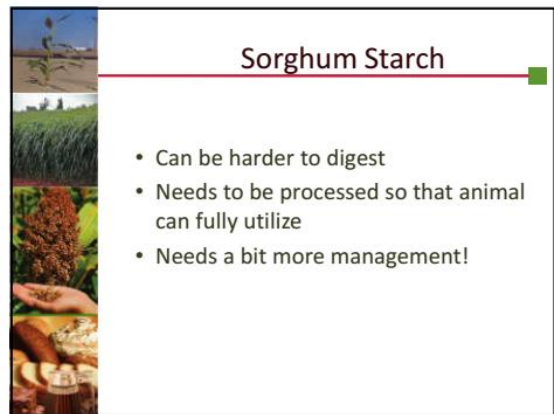 Sorghum Starch
• Can be harder to digest
• Needs to be processed so that animal
can fully utilize
• Needs a bit more management!